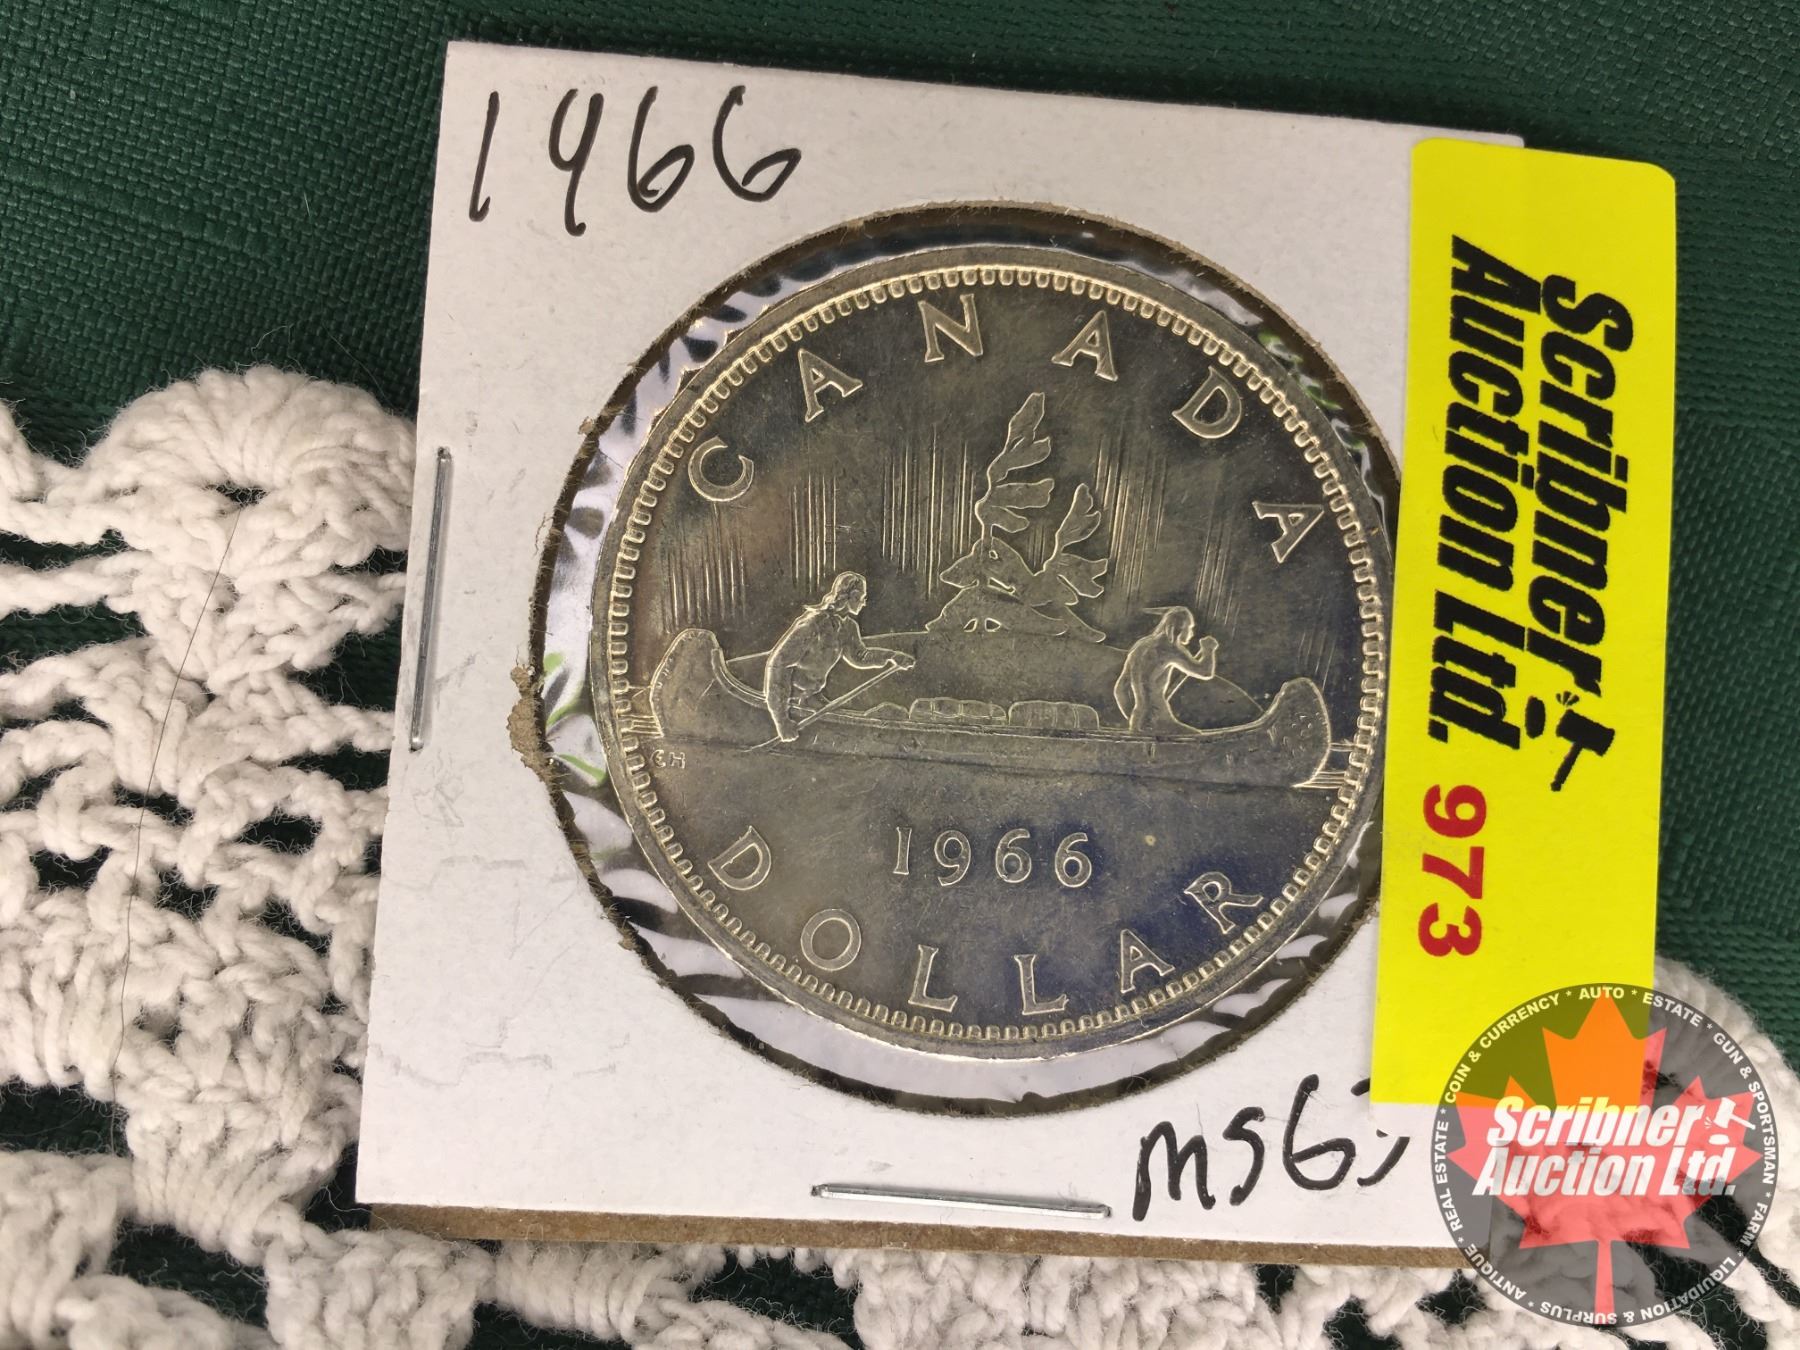 1966
CANADA
CH
1966
DOLLAR
Scribner
Auction Ltd.
973
REAL ESTATE * COIN & CURRENCY * AUTO * ESTATE * GUN & SPORTSMAN * FARM * LIQUIDATION & SURPLUS * ANTIQUE *
Scribner
Auction Ltd.